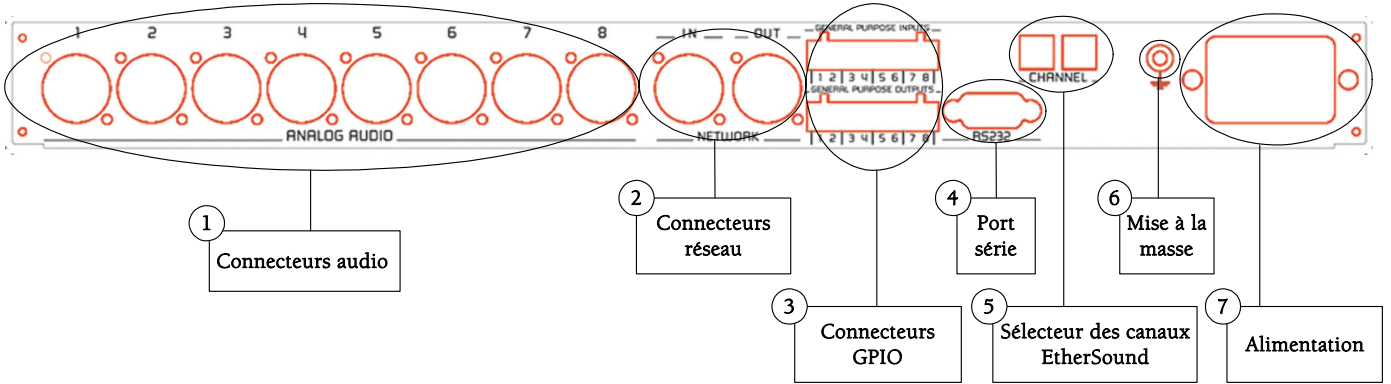 1 2 3 4 5 6 7 8
ANALOG AUDIO
IN OUT
NETWORK
GENERAL PURPOSE INPUTS
1 2 3 4 5 6 7 8
GENERAL PURPOSE OUTPUTS
1 2 3 4 5 6 7 8
RS232
CHANNEL
1
Connecteurs audio
2
Connecteurs
réseau
3
Connecteurs
GPIO
4
Port
série
5
Sélecteur des canaux
EtherSound
6
Mise à la
masse
7
Alimentation